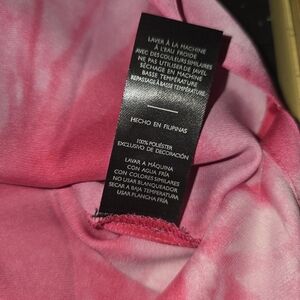 LAVER À LA MACHINE
À L'EAU FROIDE
AVEC DES COULEURS SIMILAIRES
NE PAS UTILISER DE JAVEL
SÉCHAGE EN MACHINE
BASSE TEMPÉRATURE
REPASSAGE À BASSE TEMPÉRATURE
HECHO EN FILIPINAS
100% POLIÉSTER
EXCLUSIVO DE DECORACIÓN
LAVAR A MÁQUINA
CON AGUA FRÍA
CON COLORES SIMILARES
NO USAR BLANQUEADOR
SECAR A BAJA TEMPERATURA
USAR PLANCHA FRÍA